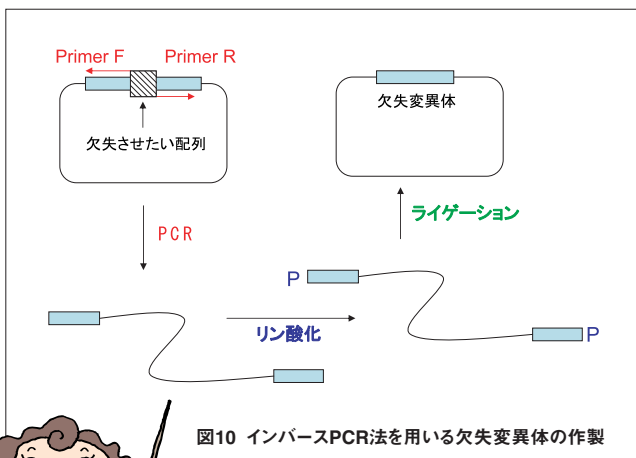 Primer F
Primer R
欠失させたい配列
欠失変異体
PCR
ライゲーション
P
リン酸化
P
図10 インバースPCR法を用いる欠失変異体の作製